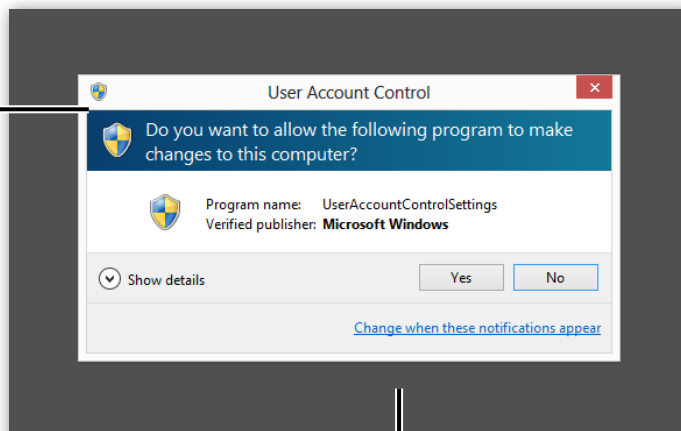 User Account Control
Do you want to allow the following program to make
changes to this computer?
Program name: UserAccountControlSettings
Verified publisher: Microsoft Windows
Show details
Yes
No
Change when these notifications appear